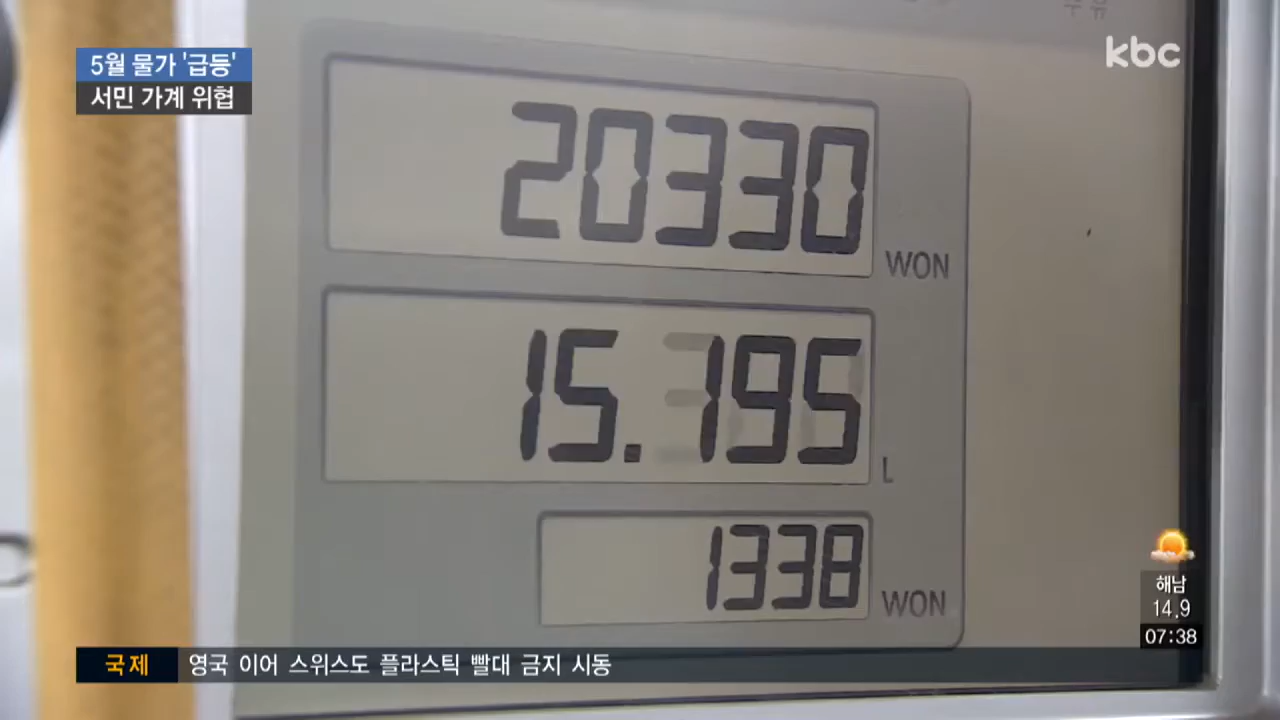 5월 물가 '급등'
서민 가계 위협
kbc
20330
WON
15.195
L
1338
WON
해남
14.9
07:38
국제 영국 이어 스위스도 플라스틱 빨대 금지 시동